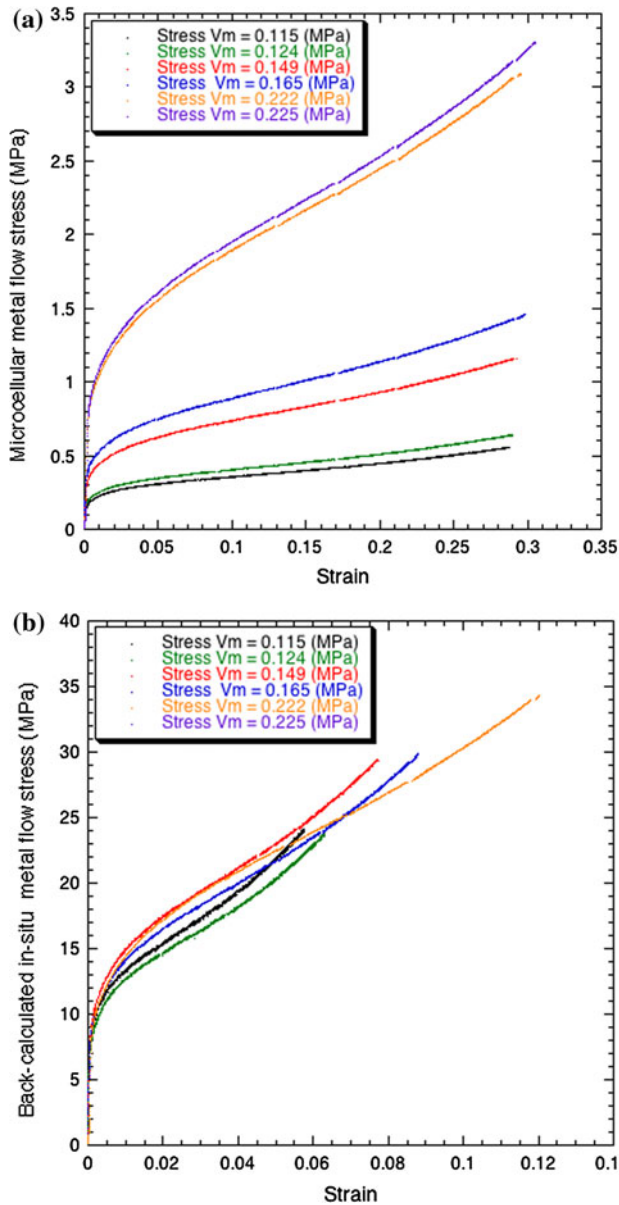 (a)
Stress Vm = 0.115 (MPa)
Stress Vm = 0.124 (MPa)
Stress Vm = 0.149 (MPa)
Stress Vm = 0.165 (MPa)
Stress Vm = 0.222 (MPa)
Stress Vm = 0.225 (MPa)
Microcellular metal flow stress (MPa)
3.5
3
2.5
2
1.5
1
0.5
0
0 0.05 0.1 0.15 0.2 0.25 0.3 0.35
Strain
(b)
Stress Vm = 0.115 (MPa)
Stress Vm = 0.124 (MPa)
Stress Vm = 0.149 (MPa)
Stress Vm = 0.165 (MPa)
Stress Vm = 0.222 (MPa)
Stress Vm = 0.225 (MPa)
Back-calculated in-situ metal flow stress (MPa)
40
35
30
25
20
15
10
5
0
0 0.02 0.04 0.06 0.08 0.1 0.12 0.1
Strain